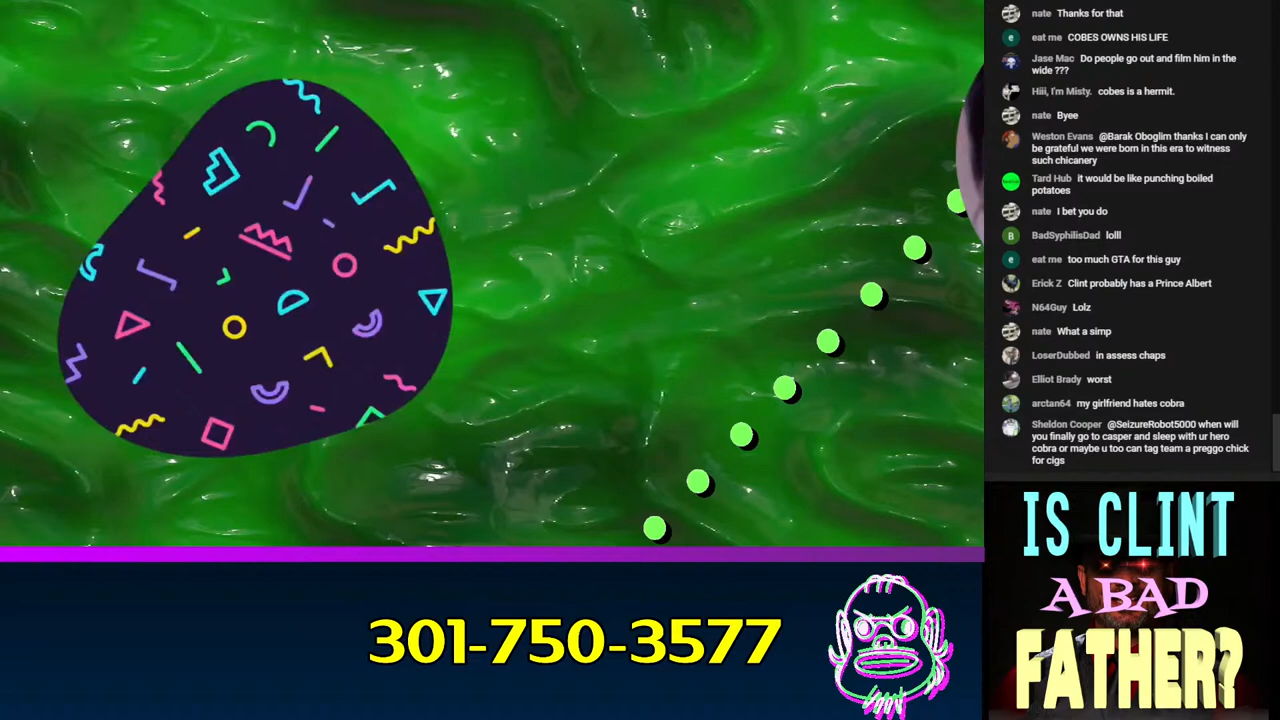 nate Thanks for that
eat me COBES OWNS HIS LIFE
Jase Mac Do people go out and film him in the
wide ???
Hiii, I'm Misty. cobes is a hermit.
nate Byee
Weston Evans @Barak Oboglim thanks I can only
be grateful we were born in this era to witness
such chicanery
Tard Hub it would be like punching boiled
potatoes
nate I bet you do
BadSyphilisDad lolll
eat me too much GTA for this guy
Erick Z Clint probably has a Prince Albert
N64Guy Lolz
nate What a simp
LoserDubbed in assess chaps
Elliot Brady worst
arctan64 my girlfriend hates cobra
Sheldon Cooper @SeizureRobot5000 when will
you finally go to casper and sleep with ur hero
cobra or maybe u too can tag team a preggo chick
for cigs
IS CLINT
A BAD
FATHER?
301-750-3577